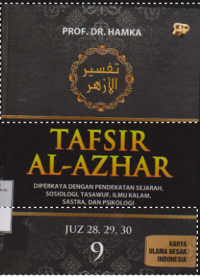 PROF. DR. HAMKA
تفسير
الأزهر
TAFSIR
AL-AZHAR
DIPERKAYA DENGAN PENDEKATAN SEJARAH,
SOSIOLOGI, TASAWUF, ILMU KALAM,
SASTRA, DAN PSIKOLOGI
JUZ 28, 29, 30
9
KARYA
ULAMA BESAR
INDONESIA